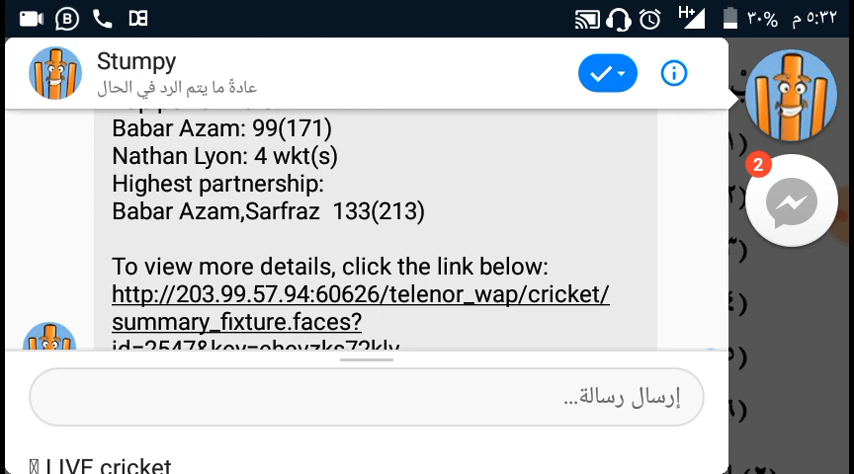 H+
٣٠%
٥:٣٢ م
Stumpy
عادةً ما يتم الرد في الحال
Babar Azam: 99(171)
Nathan Lyon: 4 wkt(s)
Highest partnership:
Babar Azam,Sarfraz 133(213)
To view more details, click the link below:
http://203.99.57.94:60626/telenor_wap/cricket/
summary_fixture.faces?
2
إرسال رسالة...
LIVE cricket